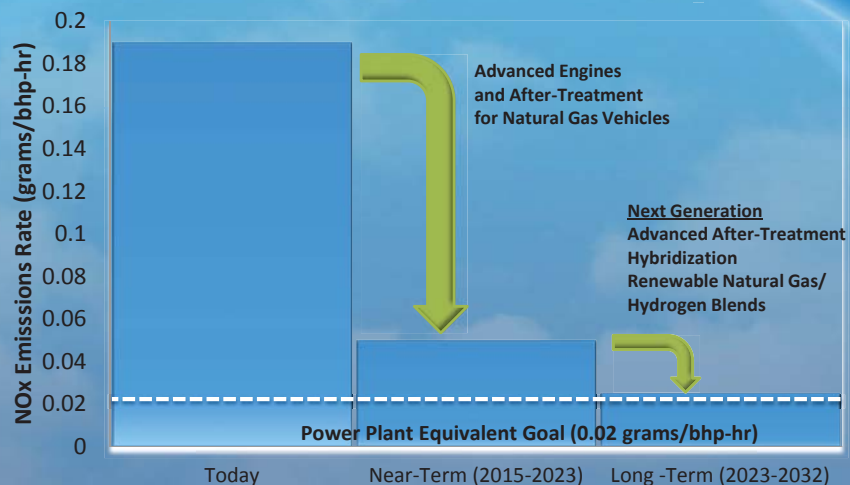 NOx Emisssions Rate (grams/bhp-hr)
0.2
0.18
0.16
0.14
0.12
0.1
0.08
0.06
0.04
0.02
0
Advanced Engines
and After-Treatment
for Natural Gas Vehicles
Next Generation
Advanced After-Treatment
Hybridization
Renewable Natural Gas/
Hydrogen Blends
Power Plant Equivalent Goal (0.02 grams/bhp-hr)
Today
Near-Term (2015-2023)
Long -Term (2023-2032)